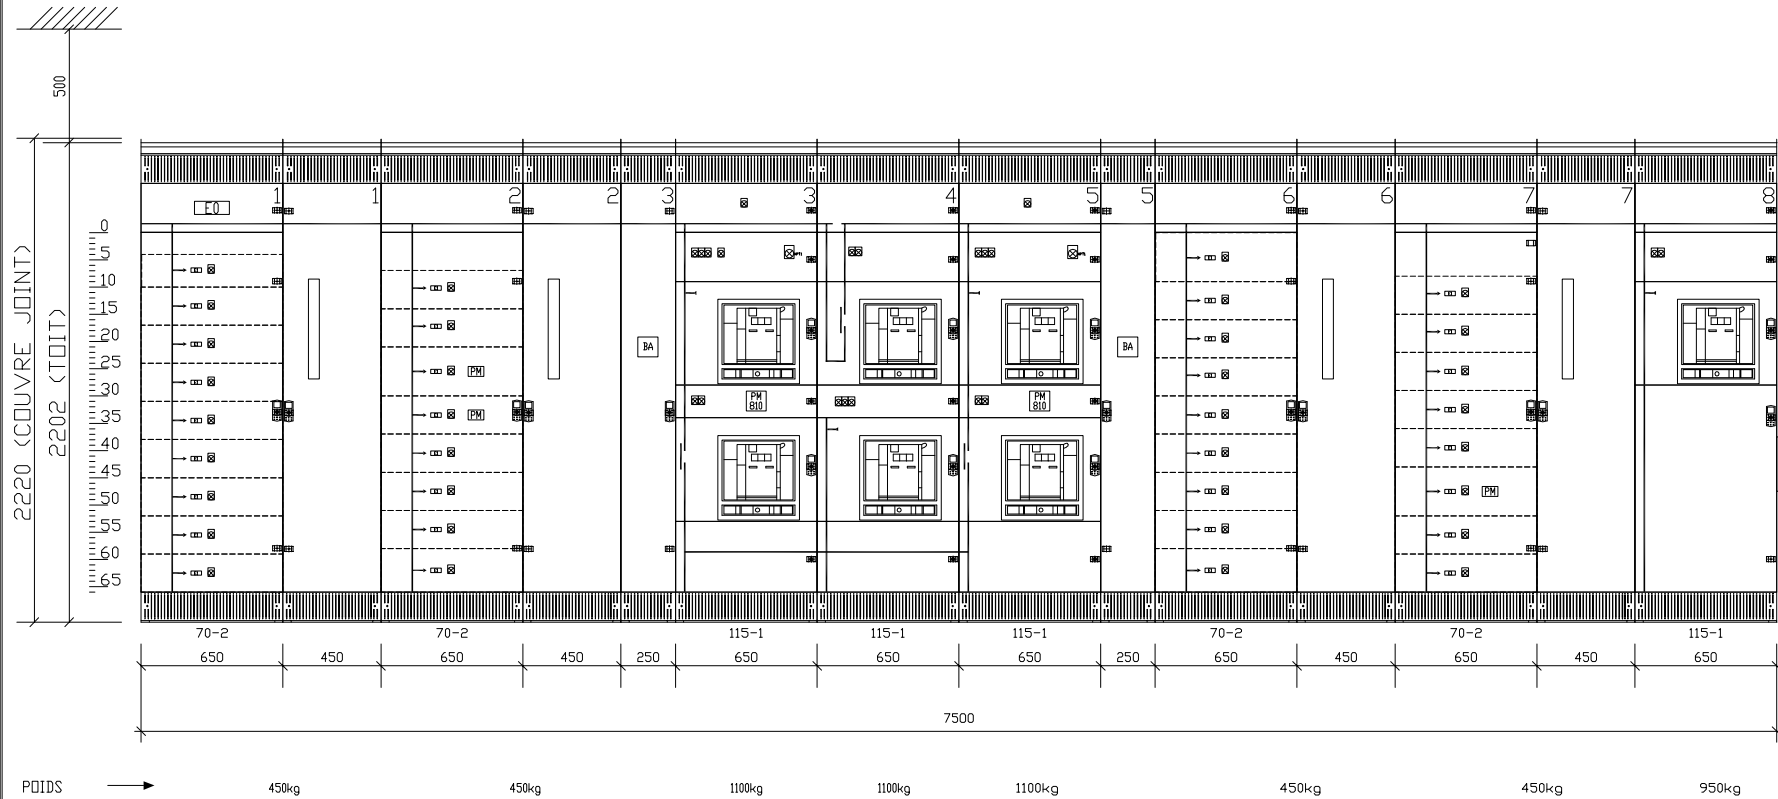 500
2220 (COUVRE JOINT)
2202 (TOIT)
1 1 2 2 3 3 4 5 5 6 6 7 7 8
E0
0
5
10
15
20
25
30
35
40
45
50
55
60
65
BA BA
PM
PM
810
PM
810
PM
PM
70-2 70-2 115-1 115-1 115-1 70-2 70-2 115-1
650 450 650 450 250 650 650 650 250 650 450 650 450 650
7500
POIDS 450kg 450kg 1100kg 1100kg 1100kg 450kg 450kg 950kg